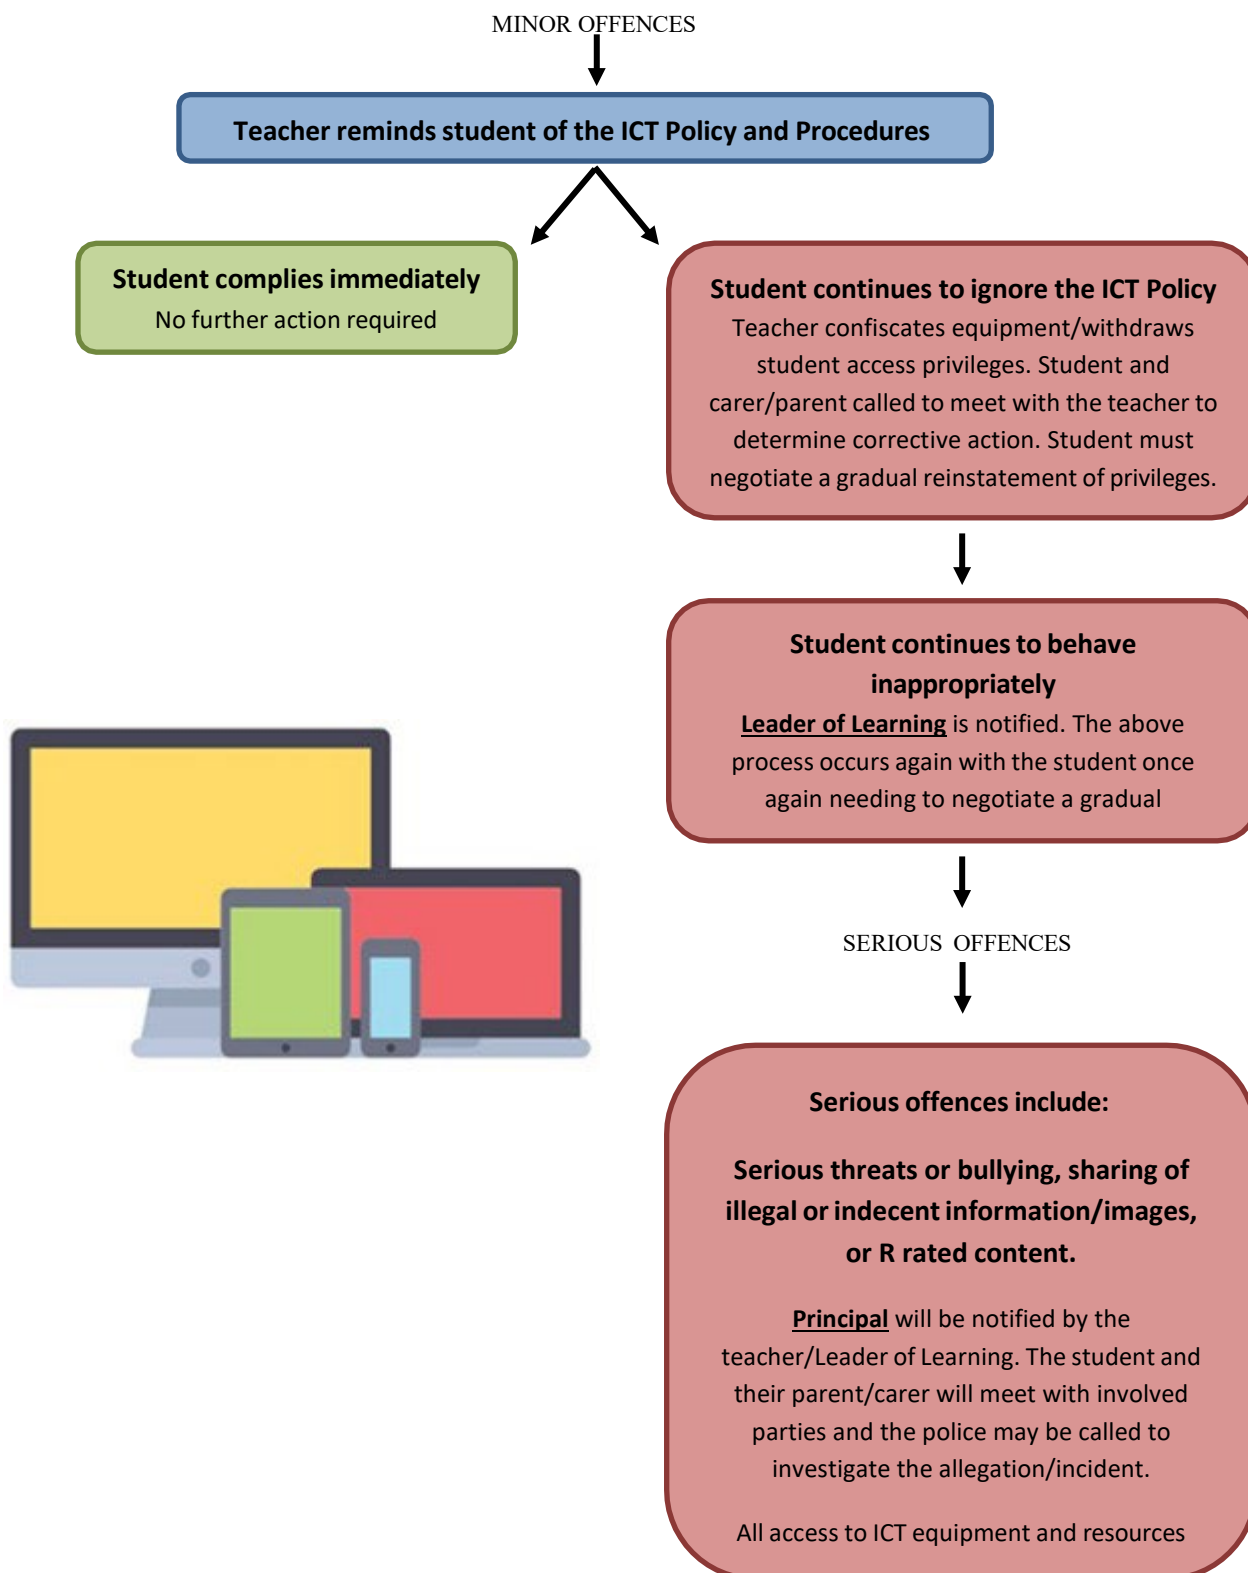 MINOR OFFENCES
Teacher reminds student of the ICT Policy and Procedures
Student complies immediately
No further action required
Student continues to ignore the ICT Policy
Teacher confiscates equipment/withdraws
student access privileges. Student and
carer/parent called to meet with the teacher to
determine corrective action. Student must
negotiate a gradual reinstatement of privileges.
Student continues to behave
inappropriately
Leader of Learning is notified. The above
process occurs again with the student once
again needing to negotiate a gradual
SERIOUS OFFENCES
Serious offences include:
Serious threats or bullying, sharing of
illegal or indecent information/images,
or R rated content.
Principal will be notified by the
teacher/Leader of Learning. The student and
their parent/carer will meet with involved
parties and the police may be called to
investigate the allegation/incident.
All access to ICT equipment and resources